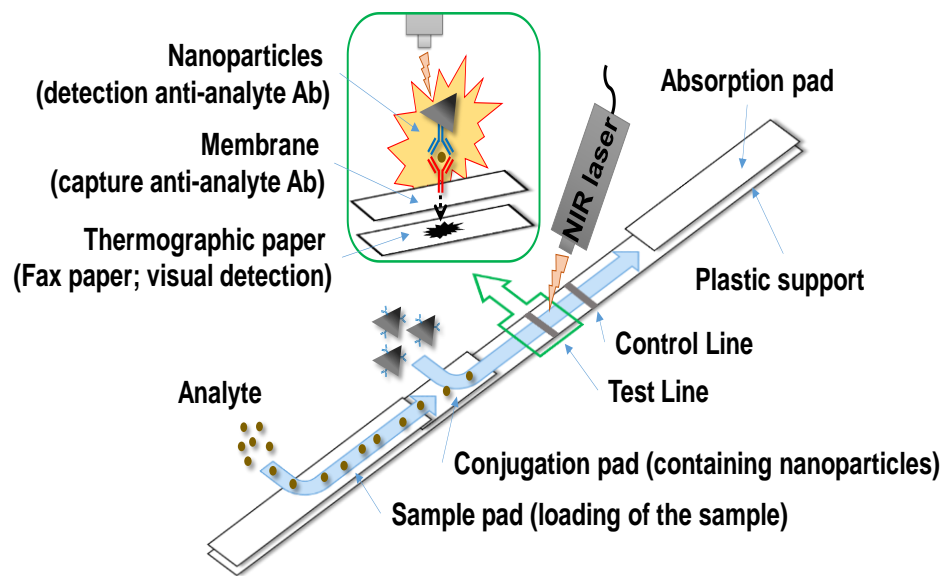 Nanoparticles
(detection anti-analyte Ab)
Membrane
(capture anti-analyte Ab)
Thermographic paper
(Fax paper; visual detection)
NIR laser
Absorption pad
Plastic support
Control Line
Test Line
Analyte
Conjugation pad (containing nanoparticles)
Sample pad (loading of the sample)